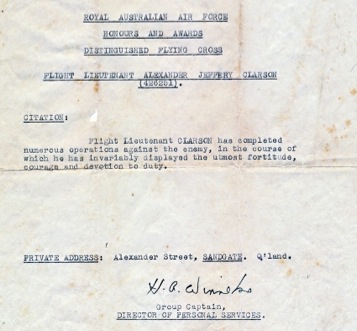 ROYAL AUSTRALIAN AIR FORCE
HONOURS AND AWARDS
DISTINGUISHED FLYING CROSS
FLIGHT LIEUTENANT ALEXANDER JEFFERY CLARSON
(426251).
CITATION:
Flight Lieutenant CLARSON has completed
numerous operations against the enemy, in the course of
which he has invariably displayed the utmost fortitude,
courage and devotion to duty.
PRIVATE ADDRESS: Alexander Street, SANDGATE. Q'land.
Group Captain,
DIRECTOR OF PERSONAL SERVICES.